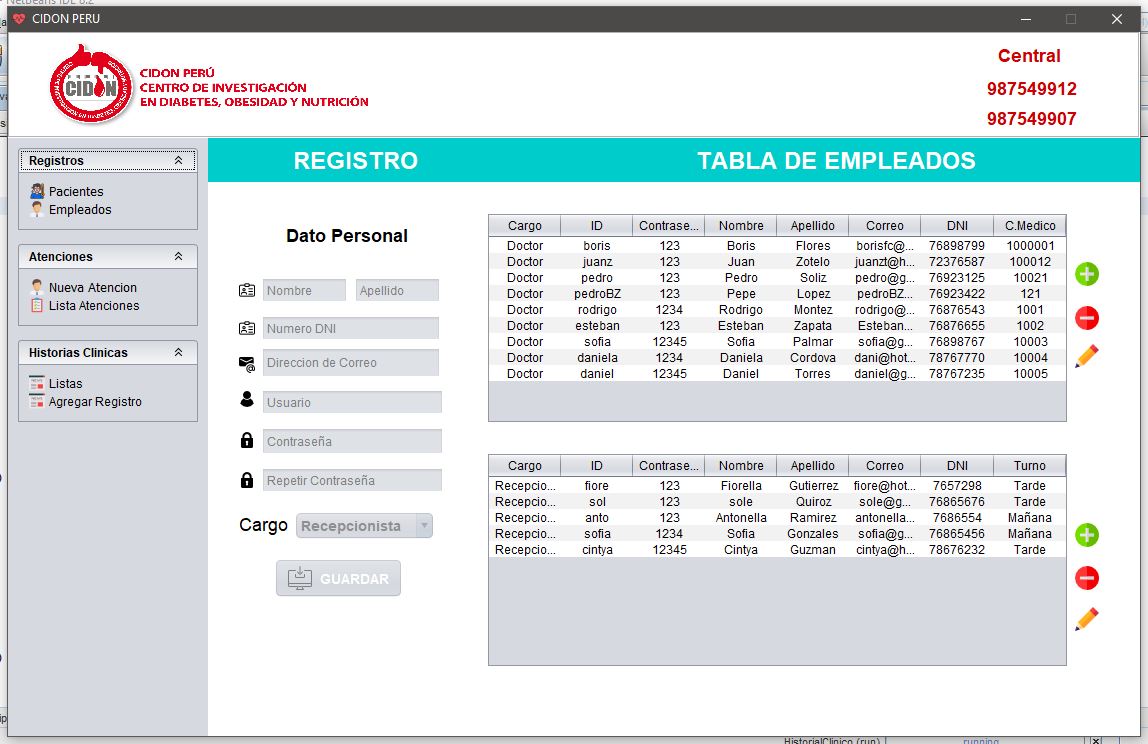 NetBeans IDE 8.2
CIDON PERU
CIDON
CIDON PERÚ
CENTRO DE INVESTIGACIÓN
EN DIABETES, OBESIDAD Y NUTRICIÓN
Central
987549912
987549907
Registros
Pacientes
Empleados
Atenciones
Nueva Atencion
Lista Atenciones
Historias Clinicas
Listas
Agregar Registro
REGISTRO
Dato Personal
Nombre Apellido
Numero DNI
Direccion de Correo
Usuario
Contraseña
Repetir Contraseña
Cargo Recepcionista
GUARDAR
TABLA DE EMPLEADOS
Cargo ID Contrase... Nombre Apellido Correo DNI C.Medico
Doctor boris 123 Boris Flores borisfc@... 76898799 1000001
Doctor juanz 123 Juan Zotelo juanzt@h... 72376587 100012
Doctor pedro 123 Pedro Soliz pedro@g... 76923125 10021
Doctor pedroBZ 123 Pepe Lopez pedroBZ... 76923422 121
Doctor rodrigo 1234 Rodrigo Montez rodrigo@... 76876543 1001
Doctor esteban 123 Esteban Zapata Esteban... 76876655 1002
Doctor sofia 12345 Sofia Palmar sofia@g... 76898767 10003
Doctor daniela 1234 Daniela Cordova dani@hot... 78767770 10004
Doctor daniel 12345 Daniel Torres daniel@g... 78767235 10005
Cargo ID Contrase... Nombre Apellido Correo DNI Turno
Recepcio... fiore 123 Fiorella Gutierrez fiore@hot... 7657298 Tarde
Recepcio... sol 123 sole Quiroz sole@g... 76865676 Tarde
Recepcio... anto 123 Antonella Ramirez antonella... 7686554 Mañana
Recepcio... sofia 1234 Sofia Gonzales sofia@g... 76865456 Mañana
Recepcio... cintya 12345 Cintya Guzman cintya@h... 78676232 Tarde
HistorialClinico (run) running...